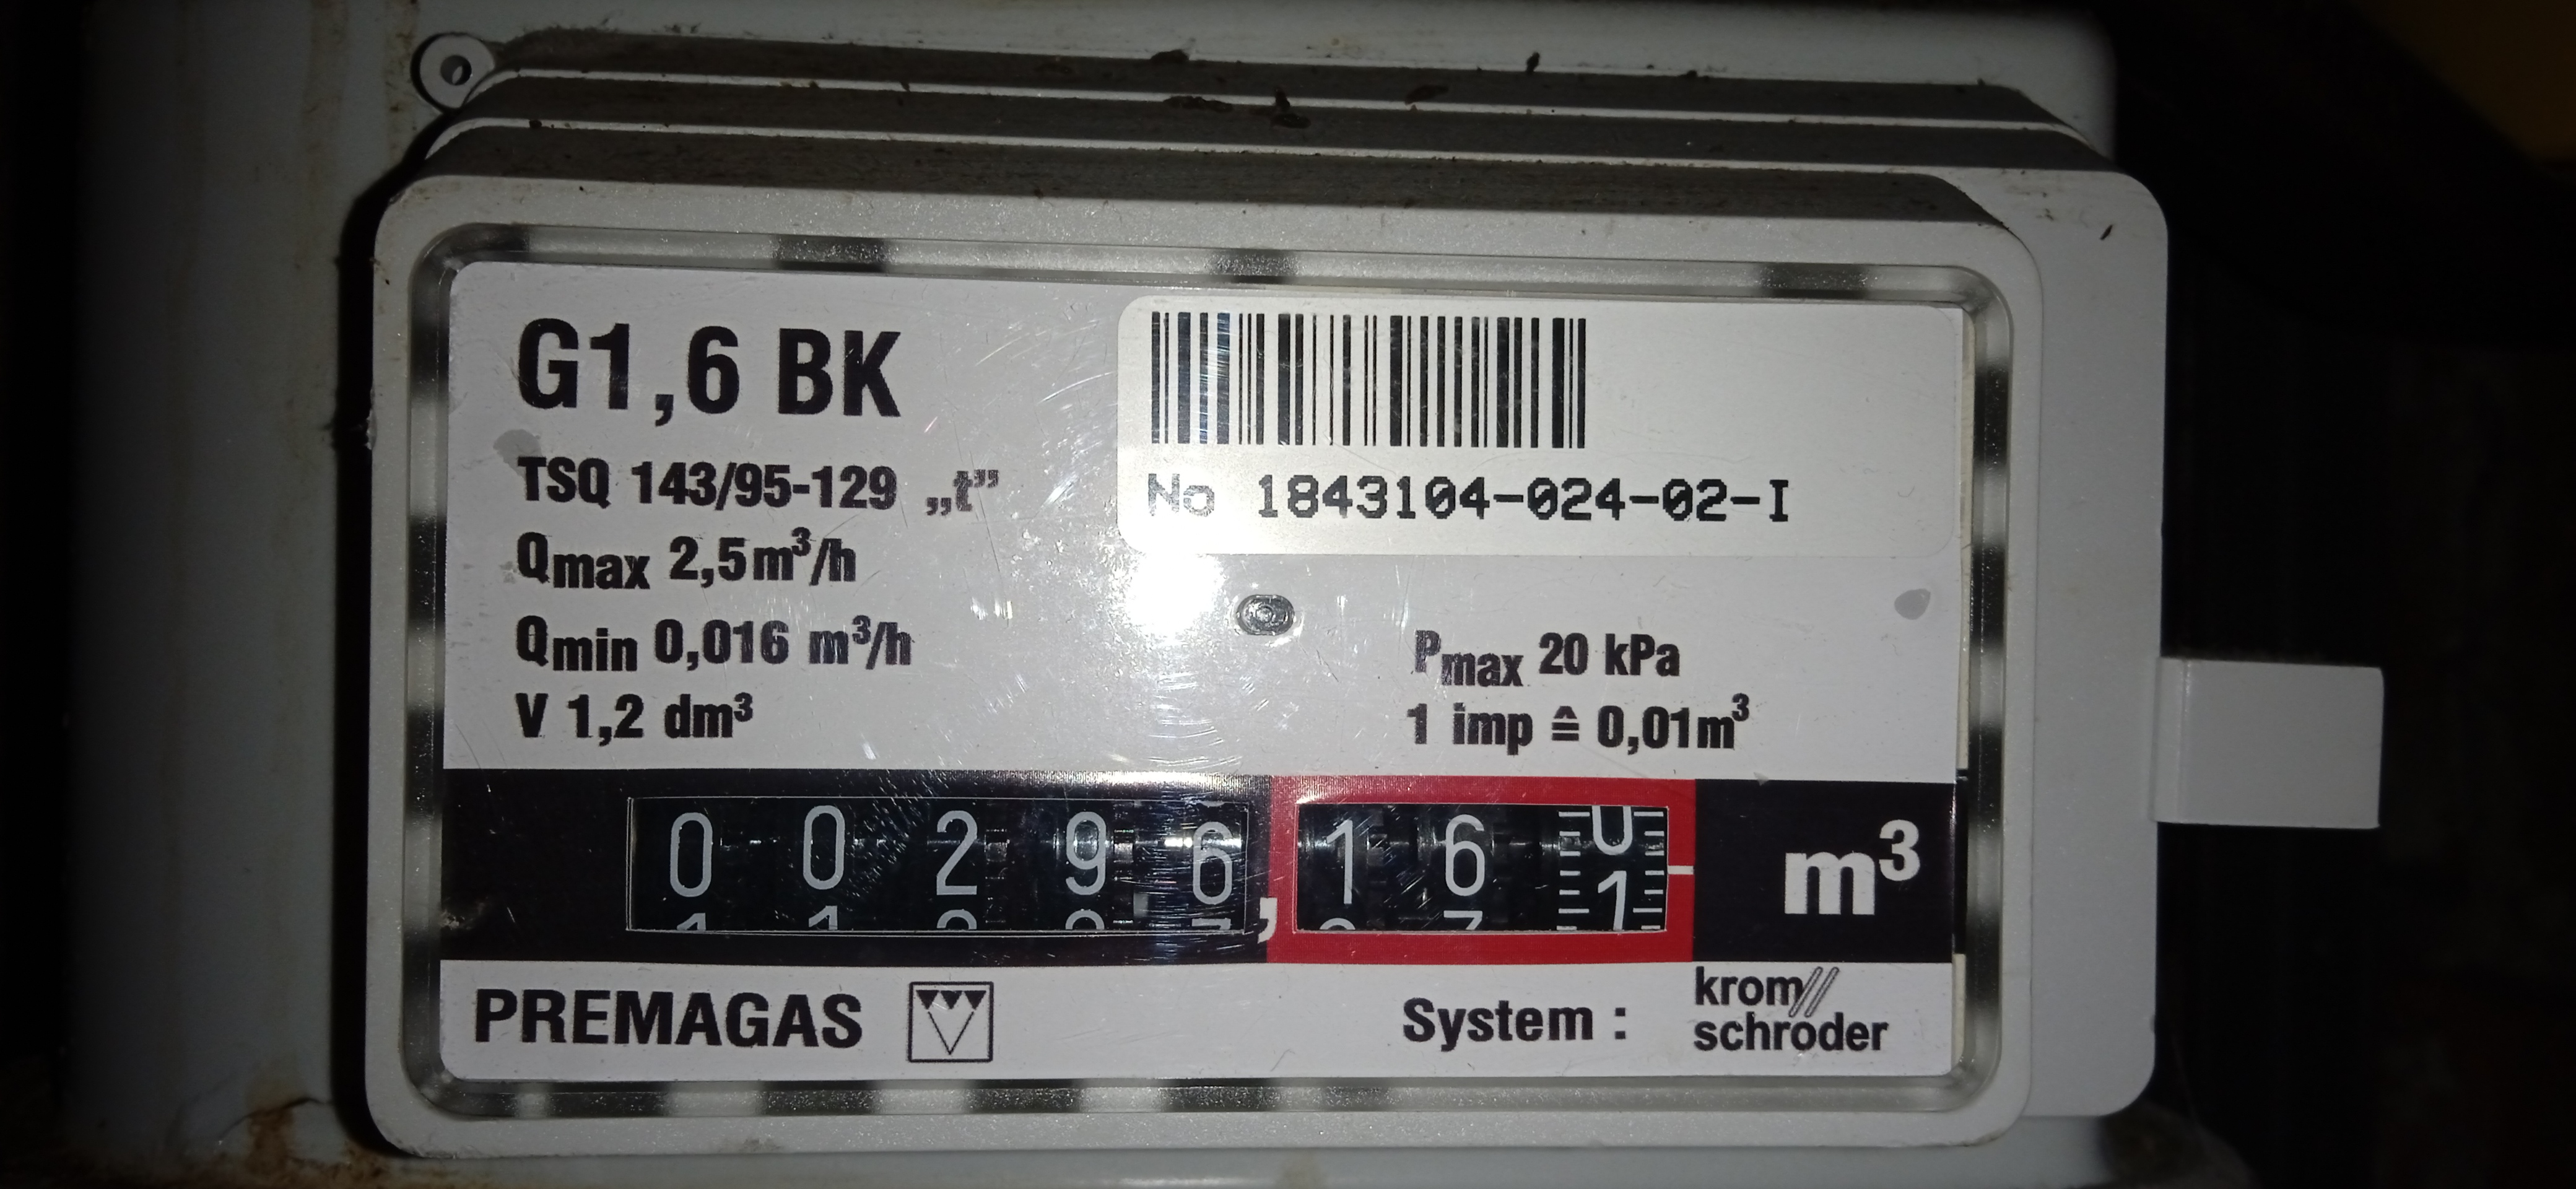 G1,6 BK
TSQ 143/95-129 „t”
Qmax 2,5m³/h
Qmin 0,016 m³/h
V 1,2 dm³
No 1843104-024-02-I
Pmax 20 kPa
1 imp ≙ 0,01m³
0 0 2 9 6 , 1 6 0 m³
1
PREMAGAS
System : krom// schroder